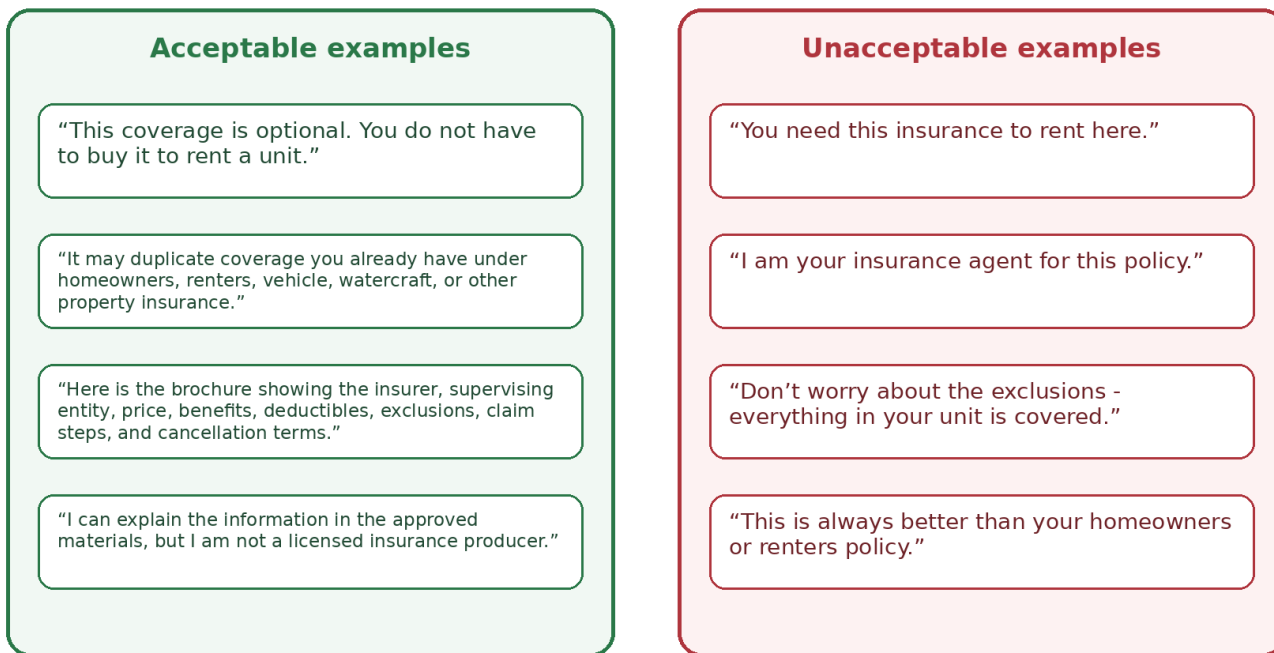 Acceptable examples
“This coverage is optional. You do not have
to buy it to rent a unit.”
“It may duplicate coverage you already have under
homeowners, renters, vehicle, watercraft, or other
property insurance.”
“Here is the brochure showing the insurer, supervising
entity, price, benefits, deductibles, exclusions, claim
steps, and cancellation terms.”
“I can explain the information in the approved
materials, but I am not a licensed insurance producer.”
Unacceptable examples
“You need this insurance to rent here.”
“I am your insurance agent for this policy.”
“Don’t worry about the exclusions -
everything in your unit is covered.”
“This is always better than your homeowners
or renters policy.”